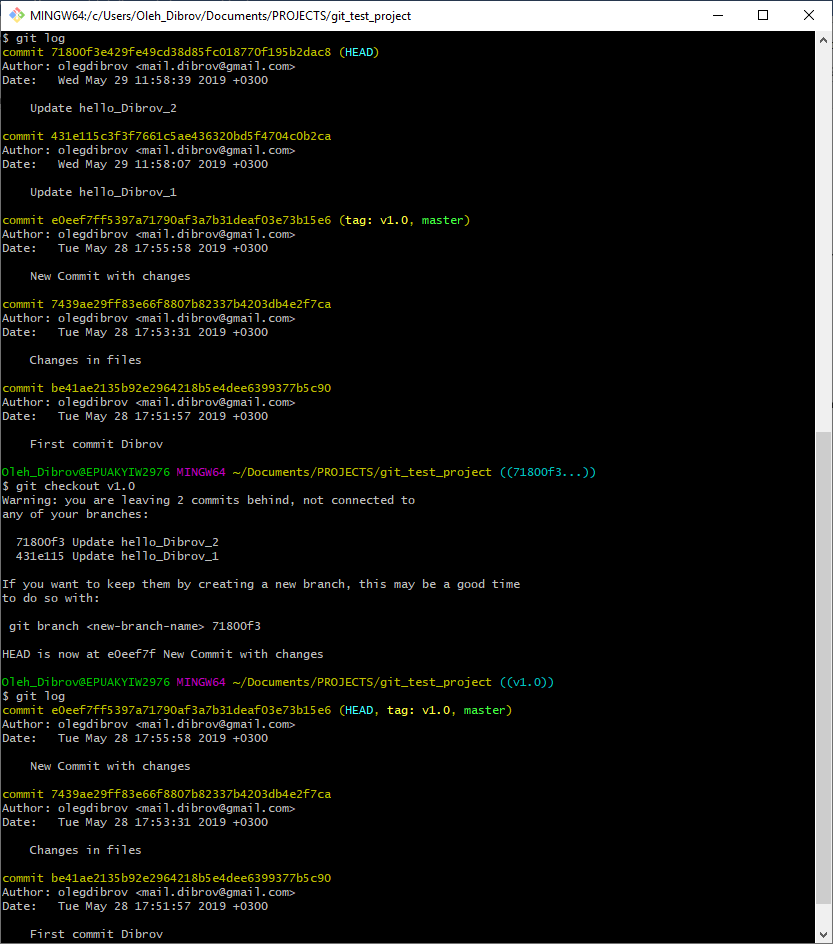 MINGW64:/c/Users/Oleh_Dibrov/Documents/PROJECTS/git_test_project
$ git log
commit 71800f3e429fe49cd38d85fc018770f195b2dac8 (HEAD)
Author: olegdibrov <mail.dibrov@gmail.com>
Date:   Wed May 29 11:58:39 2019 +0300
    Update hello_Dibrov_2
commit 431e115c3f3f7661c5ae436320bd5f4704c0b2ca
Author: olegdibrov <mail.dibrov@gmail.com>
Date:   Wed May 29 11:58:07 2019 +0300
    Update hello_Dibrov_1
commit e0eef7ff5397a71790af3a7b31deaf03e73b15e6 (tag: v1.0, master)
Author: olegdibrov <mail.dibrov@gmail.com>
Date:   Tue May 28 17:55:58 2019 +0300
    New Commit with changes
commit 7439ae29ff83e66f8807b82337b4203db4e2f7ca
Author: olegdibrov <mail.dibrov@gmail.com>
Date:   Tue May 28 17:53:31 2019 +0300
    Changes in files
commit be41ae2135b92e2964218b5e4dee6399377b5c90
Author: olegdibrov <mail.dibrov@gmail.com>
Date:   Tue May 28 17:51:57 2019 +0300
    First commit Dibrov
Oleh_Dibrov@EPUAKYIW2976 MINGW64 ~/Documents/PROJECTS/git_test_project ((71800f3...))
$ git checkout v1.0
Warning: you are leaving 2 commits behind, not connected to
any of your branches:
  71800f3 Update hello_Dibrov_2
  431e115 Update hello_Dibrov_1
If you want to keep them by creating a new branch, this may be a good time
to do so with:
 git branch <new-branch-name> 71800f3
HEAD is now at e0eef7f New Commit with changes
Oleh_Dibrov@EPUAKYIW2976 MINGW64 ~/Documents/PROJECTS/git_test_project ((v1.0))
$ git log
commit e0eef7ff5397a71790af3a7b31deaf03e73b15e6 (HEAD, tag: v1.0, master)
Author: olegdibrov <mail.dibrov@gmail.com>
Date:   Tue May 28 17:55:58 2019 +0300
    New Commit with changes
commit 7439ae29ff83e66f8807b82337b4203db4e2f7ca
Author: olegdibrov <mail.dibrov@gmail.com>
Date:   Tue May 28 17:53:31 2019 +0300
    Changes in files
commit be41ae2135b92e2964218b5e4dee6399377b5c90
Author: olegdibrov <mail.dibrov@gmail.com>
Date:   Tue May 28 17:51:57 2019 +0300
    First commit Dibrov